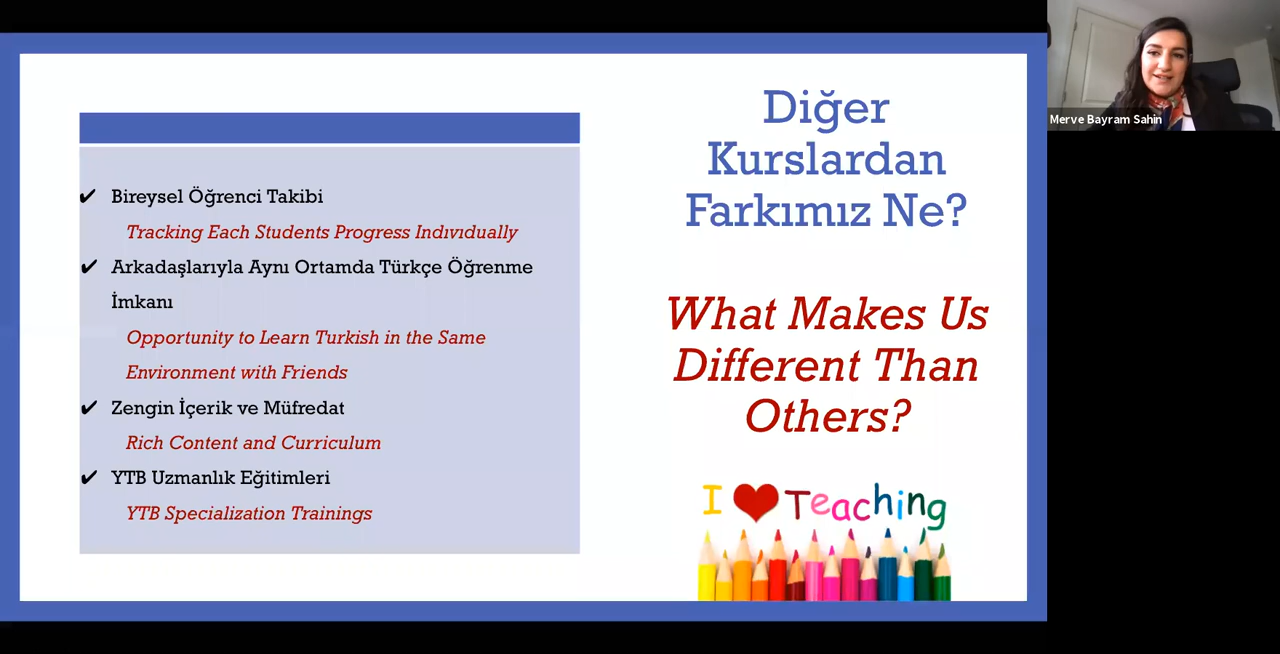 Diğer
Kurslardan
Farkımız Ne?
What Makes Us
Different Than
Others?
✔ Bireysel Öğrenci Takibi
Tracking Each Students Progress Indıvıdually
✔ Arkadaşlarıyla Aynı Ortamda Türkçe Öğrenme
İmkanı
Opportunity to Learn Turkish in the Same
Environment with Friends
✔ Zengin İçerik ve Müfredat
Rich Content and Curriculum
✔ YTB Uzmanlık Eğitimleri
YTB Specialization Trainings
I ❤ Teaching
Merve Bayram Sahin